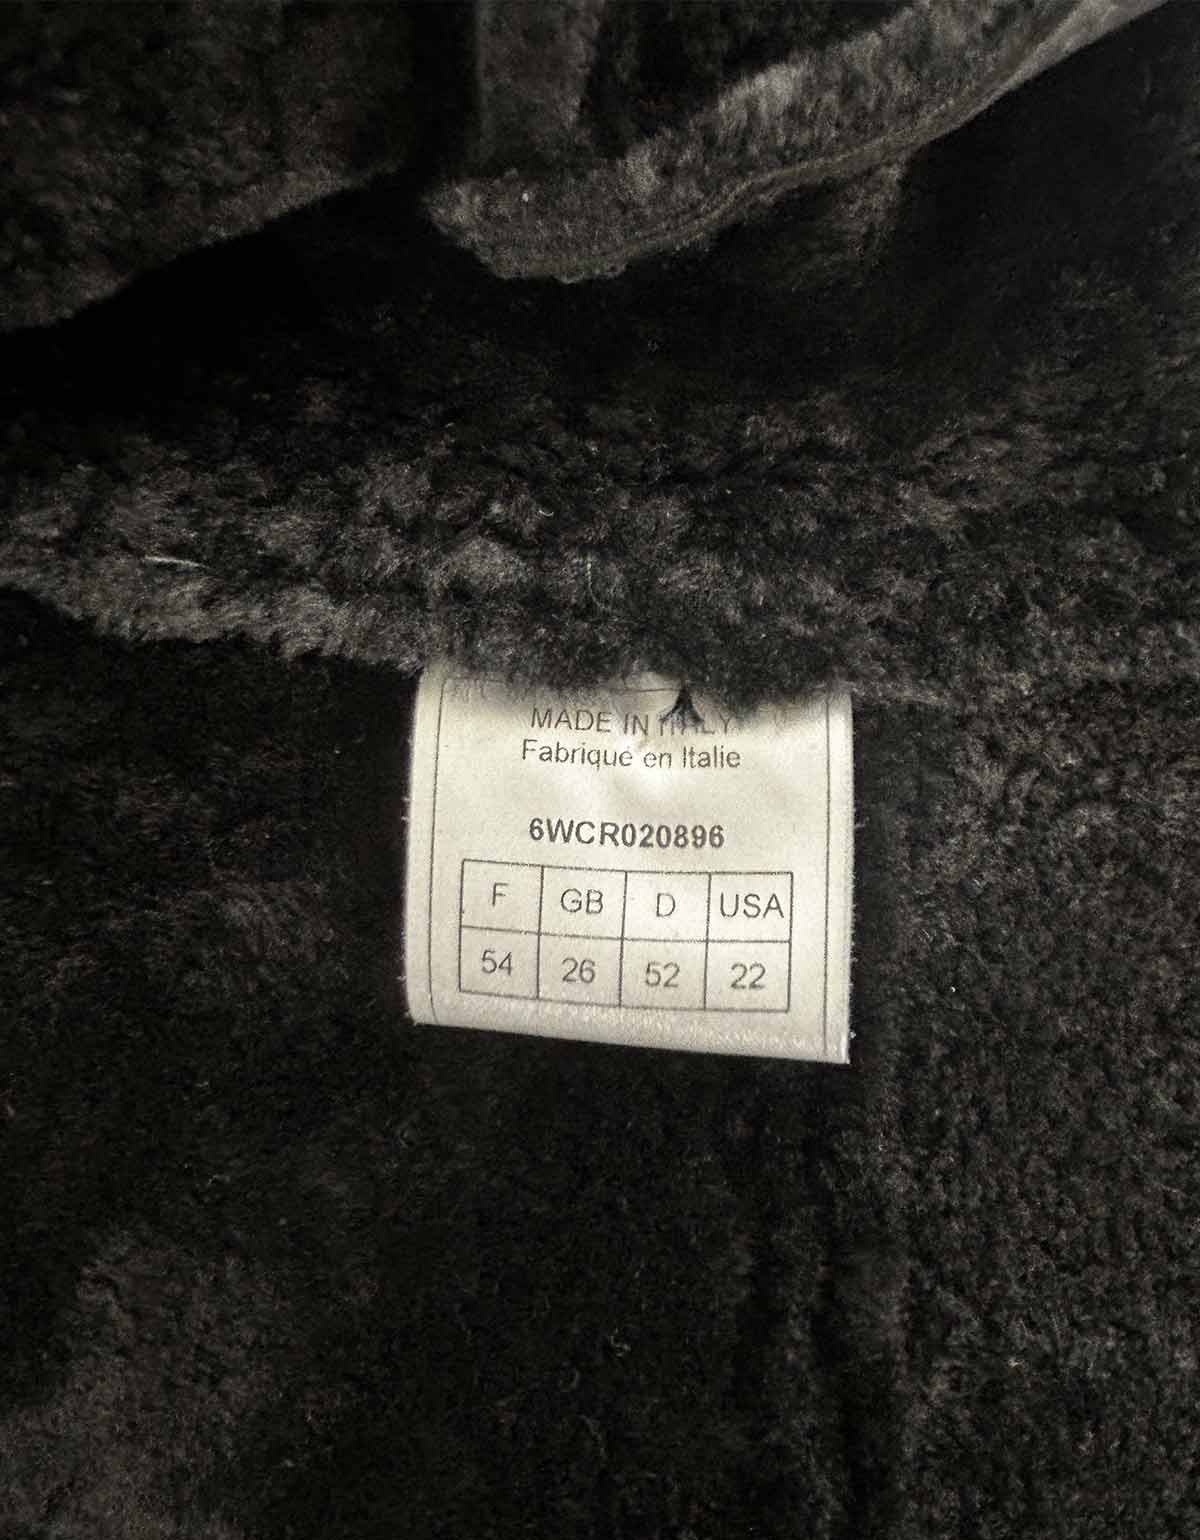 MADE IN ITALY
Fabriqué en Italie
6WCR020896
F GB D USA
54 26 52 22